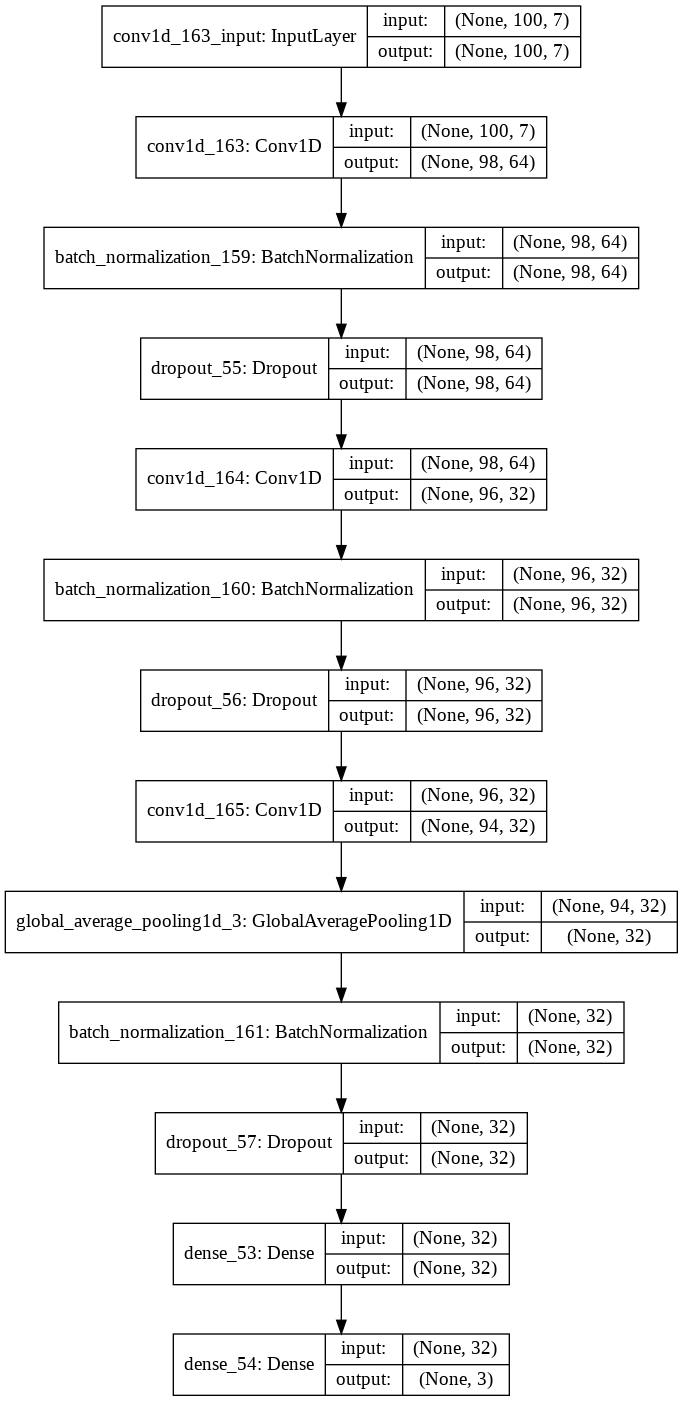 conv1d_163_input: InputLayer
input: (None, 100, 7)
output: (None, 100, 7)
conv1d_163: Conv1D
input: (None, 100, 7)
output: (None, 98, 64)
batch_normalization_159: BatchNormalization
input: (None, 98, 64)
output: (None, 98, 64)
dropout_55: Dropout
input: (None, 98, 64)
output: (None, 98, 64)
conv1d_164: Conv1D
input: (None, 98, 64)
output: (None, 96, 32)
batch_normalization_160: BatchNormalization
input: (None, 96, 32)
output: (None, 96, 32)
dropout_56: Dropout
input: (None, 96, 32)
output: (None, 96, 32)
conv1d_165: Conv1D
input: (None, 96, 32)
output: (None, 94, 32)
global_average_pooling1d_3: GlobalAveragePooling1D
input: (None, 94, 32)
output: (None, 32)
batch_normalization_161: BatchNormalization
input: (None, 32)
output: (None, 32)
dropout_57: Dropout
input: (None, 32)
output: (None, 32)
dense_53: Dense
input: (None, 32)
output: (None, 32)
dense_54: Dense
input: (None, 32)
output: (None, 3)